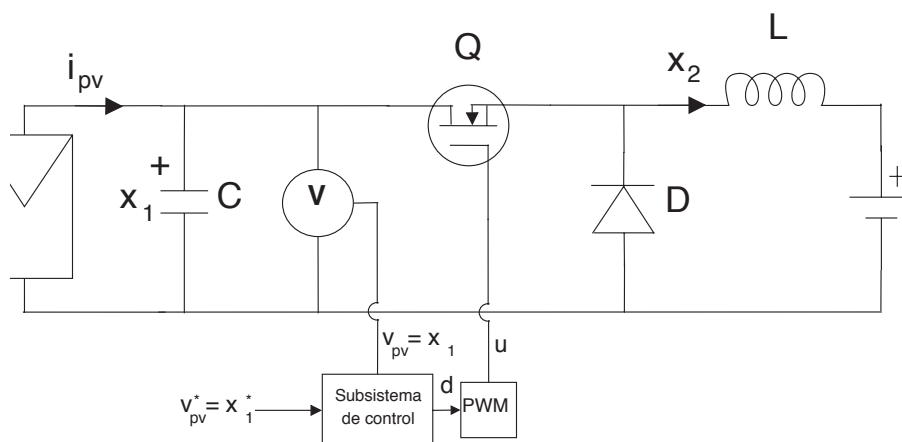 Q
L
i_pv
x_2
+
+
x_1
C
V
D
v_pv = x_1
u
v*_pv = x*_1
Subsistema
de control
d
PWM